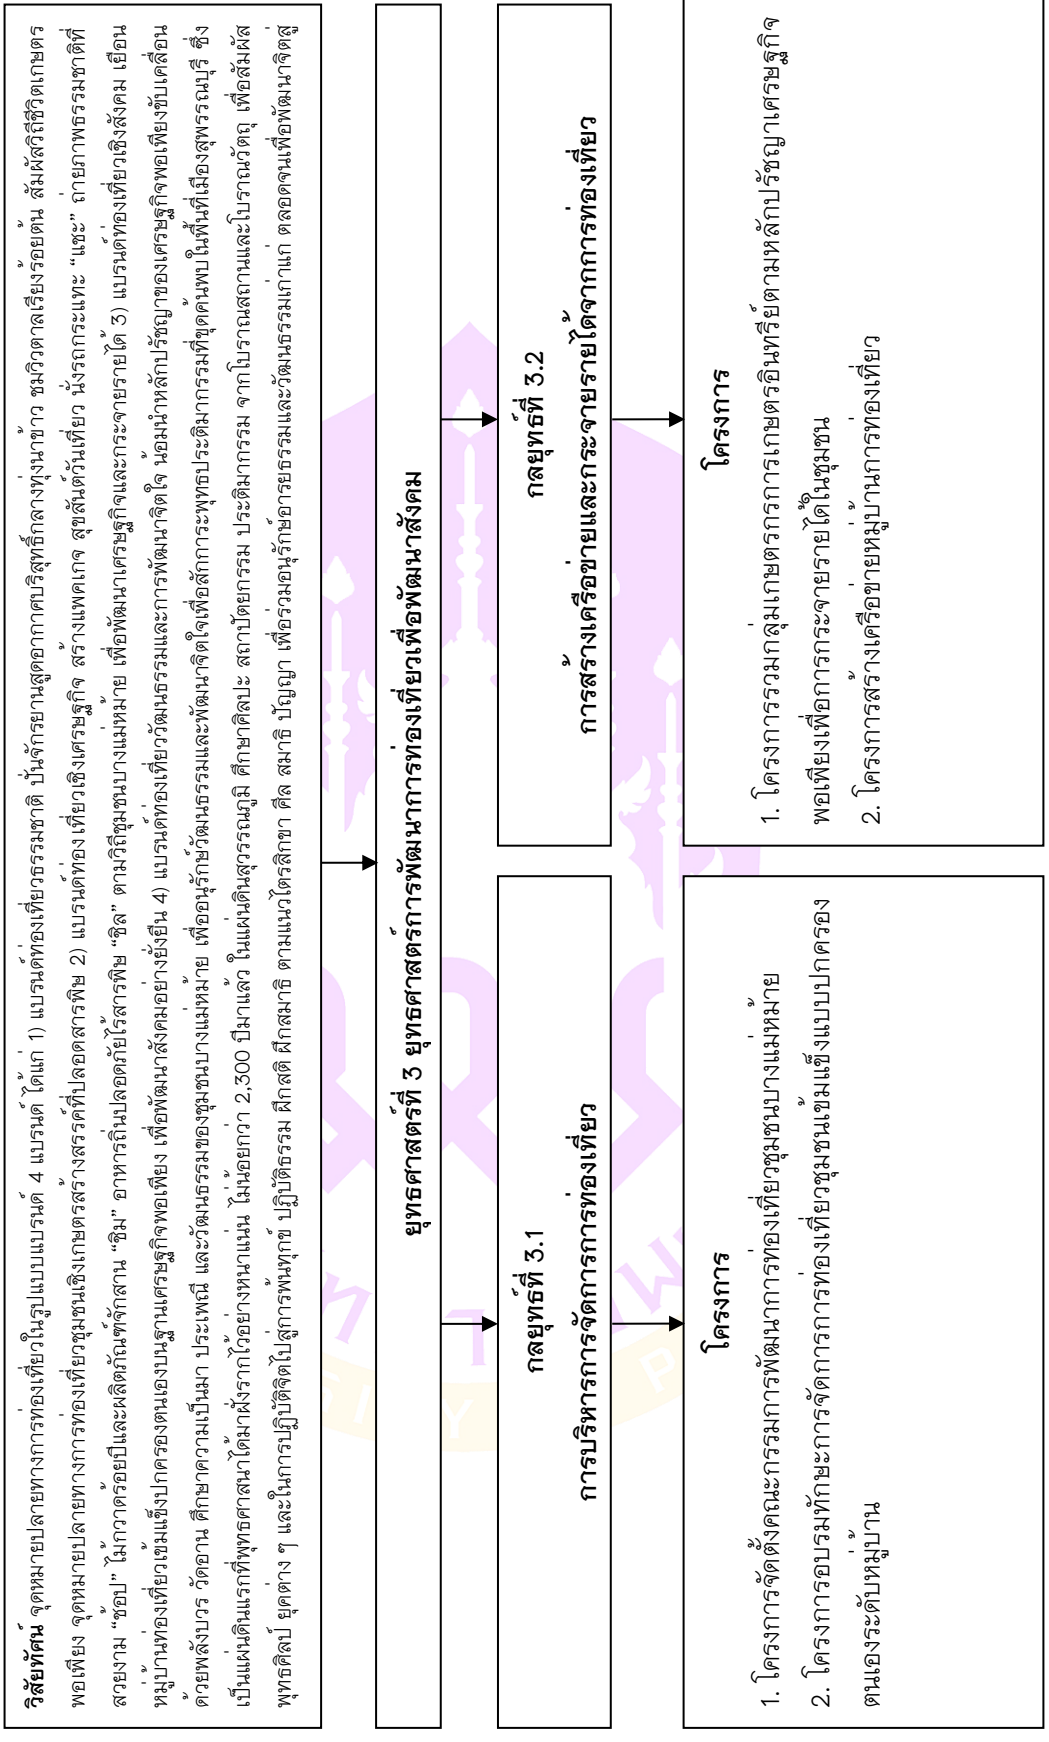 วิสัยทัศน์ จุดหมายปลายทางการท่องเที่ยวในรูปแบบแบรนด์ 4 แบรนด์ ได้แก่ 1) แบรนด์ท่องเที่ยวธรรมชาติ ปั่นจักรยานสูดอากาศบริสุทธิ์กลางทุ่งนาข้าว ชมวิวตาลเรียงร้อยต้น สัมผัสวิถีชีวิตเกษตร
พอเพียง จุดหมายปลายทางการท่องเที่ยวชุมชนเชิงเกษตรสร้างสรรค์ที่ปลอดสารพิษ 2) แบรนด์ท่องเที่ยวเชิงเศรษฐกิจ สร้างแพคเกจ สุขสันต์วันเที่ยว นั่งรถกระแทะ “แชะ” ถ่ายภาพธรรมชาติที่
สวยงาม “ช้อป” ไม้กวาดร้อยปีและผลิตภัณฑ์จักสาน “ชิม” อาหารถิ่นปลอดภัยไร้สารพิษ “ชิล” ตามวิถีชุมชนบางแม่หม้าย เพื่อพัฒนาเศรษฐกิจและกระจายรายได้ 3) แบรนด์ท่องเที่ยวเชิงสังคม เยือน
หมู่บ้านท่องเที่ยวเข้มแข็งปกครองตนเองบนฐานเศรษฐกิจพอเพียง เพื่อพัฒนาสังคมอย่างยั่งยืน 4) แบรนด์ท่องเที่ยววัฒนธรรมและการพัฒนาจิตใจ น้อมนำหลักปรัชญาของเศรษฐกิจพอเพียงขับเคลื่อน
ด้วยพลังบวร วัดอาน ศึกษาความเป็นมา ประเพณี และวัฒนธรรมของชุมชนบางแม่หม้าย เพื่ออนุรักษ์วัฒนธรรมและพัฒนาจิตใจเพื่อสักการะพุทธประติมากรรมที่ขุดค้นพบในพื้นที่เมืองสุพรรณบุรี ซึ่ง
เป็นแผ่นดินแรกที่พุทธศาสนาได้มาฝังรากไว้อย่างหนาแน่น ไม่น้อยกว่า 2,300 ปีมาแล้ว ในแผ่นดินสุวรรณภูมิ ศึกษาศิลปะ สถาปัตยกรรม ประติมากรรม จากโบราณสถานและโบราณวัตถุ เพื่อสัมผัส
พุทธศิลป์ ยุคต่าง ๆ และในการปฏิบัติจิตไปสู่การพ้นทุกข์ ปฏิบัติธรรม ฝึกสติ ฝึกสมาธิ ตามแนวไตรสิกขา ศีล สมาธิ ปัญญา เพื่อร่วมอนุรักษ์อารยธรรมและวัฒนธรรมเก่าแก่ ตลอดจนเพื่อพัฒนาจิตสู่
ยุทธศาสตร์ที่ 3 ยุทธศาสตร์การพัฒนาการท่องเที่ยวเพื่อพัฒนาสังคม
กลยุทธ์ที่ 3.1
การบริหารการจัดการการท่องเที่ยว
กลยุทธ์ที่ 3.2
การสร้างเครือข่ายและกระจายรายได้จากการท่องเที่ยว
โครงการ
1. โครงการจัดตั้งคณะกรรมการพัฒนาการท่องเที่ยวชุมชนบางแม่หม้าย
2. โครงการอบรมทักษะการจัดการการท่องเที่ยวชุมชนเข้มแข็งแบบปกครอง
ตนเองระดับหมู่บ้าน
โครงการ
1. โครงการรวมกลุ่มเกษตรกรการเกษตรอินทรีย์ตามหลักปรัชญาเศรษฐกิจ
พอเพียงเพื่อการกระจายรายได้ในชุมชน
2. โครงการสร้างเครือข่ายหมู่บ้านการท่องเที่ยว